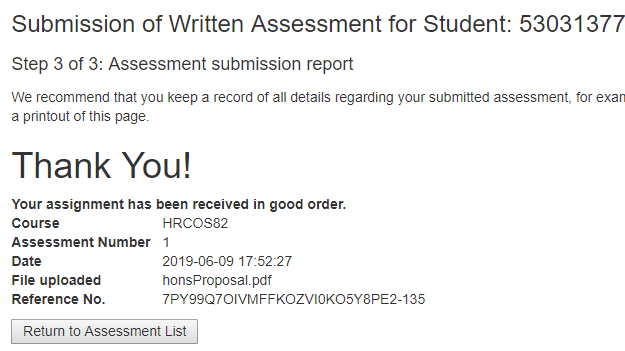 Submission of Written Assessment for Student: 53031377
Step 3 of 3: Assessment submission report
We recommend that you keep a record of all details regarding your submitted assessment, for exam
a printout of this page.
Thank You!
Your assignment has been received in good order.
Course HRCOS82
Assessment Number 1
Date 2019-06-09 17:52:27
File uploaded honsProposal.pdf
Reference No. 7PY99Q7OIVMFFKOZVI0KO5Y8PE2-135
Return to Assessment List